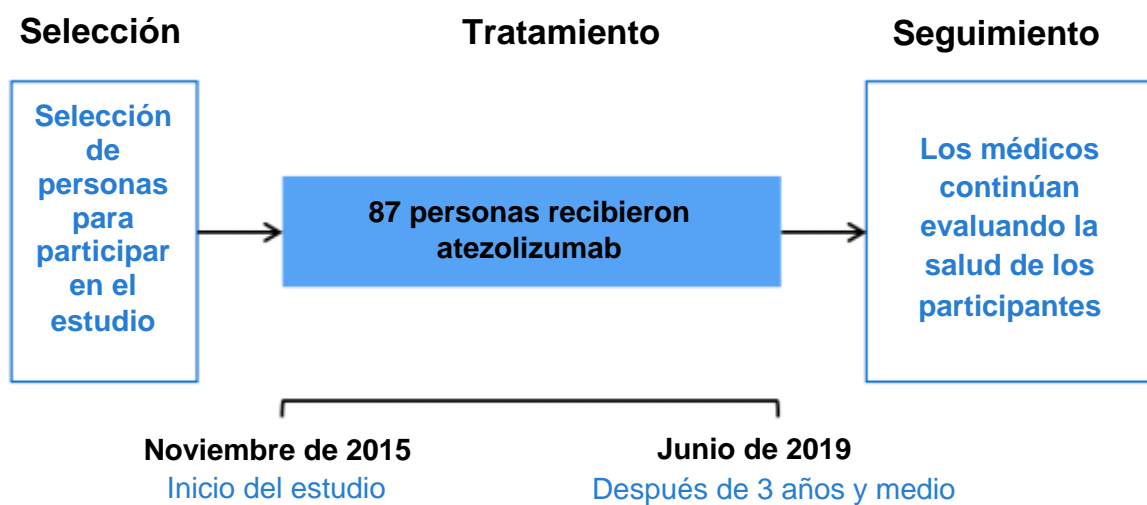 Selección
Tratamiento
Seguimiento
Selección
de
personas
para
participar
en el
estudio
87 personas recibieron
atezolizumab
Los médicos
continúan
evaluando la
salud de los
participantes
Noviembre de 2015
Inicio del estudio
Junio de 2019
Después de 3 años y medio